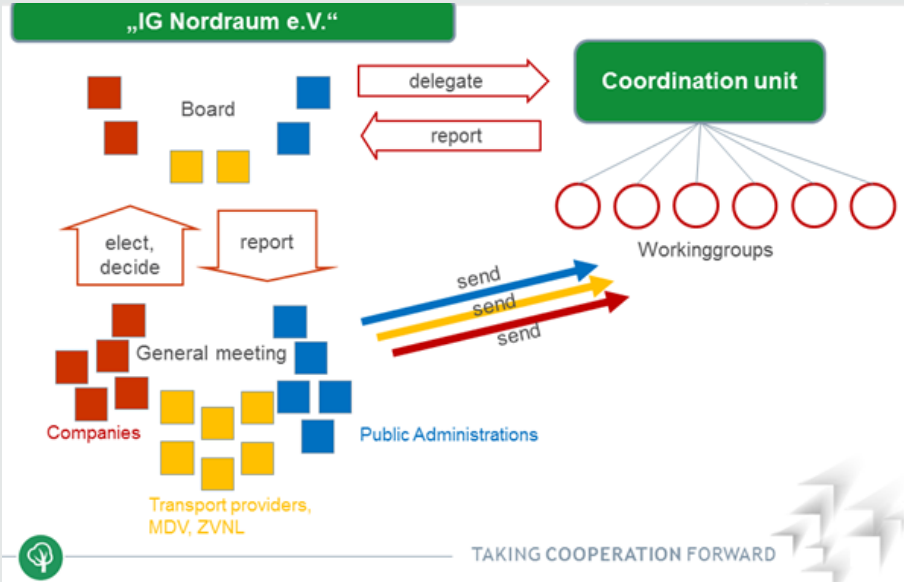 „IG Nordraum e.V.“
Board
delegate
report
Coordination unit
Workinggroups
elect,
decide
report
send
send
send
General meeting
Companies
Public Administrations
Transport providers,
MDV, ZVNL
TAKING COOPERATION FORWARD